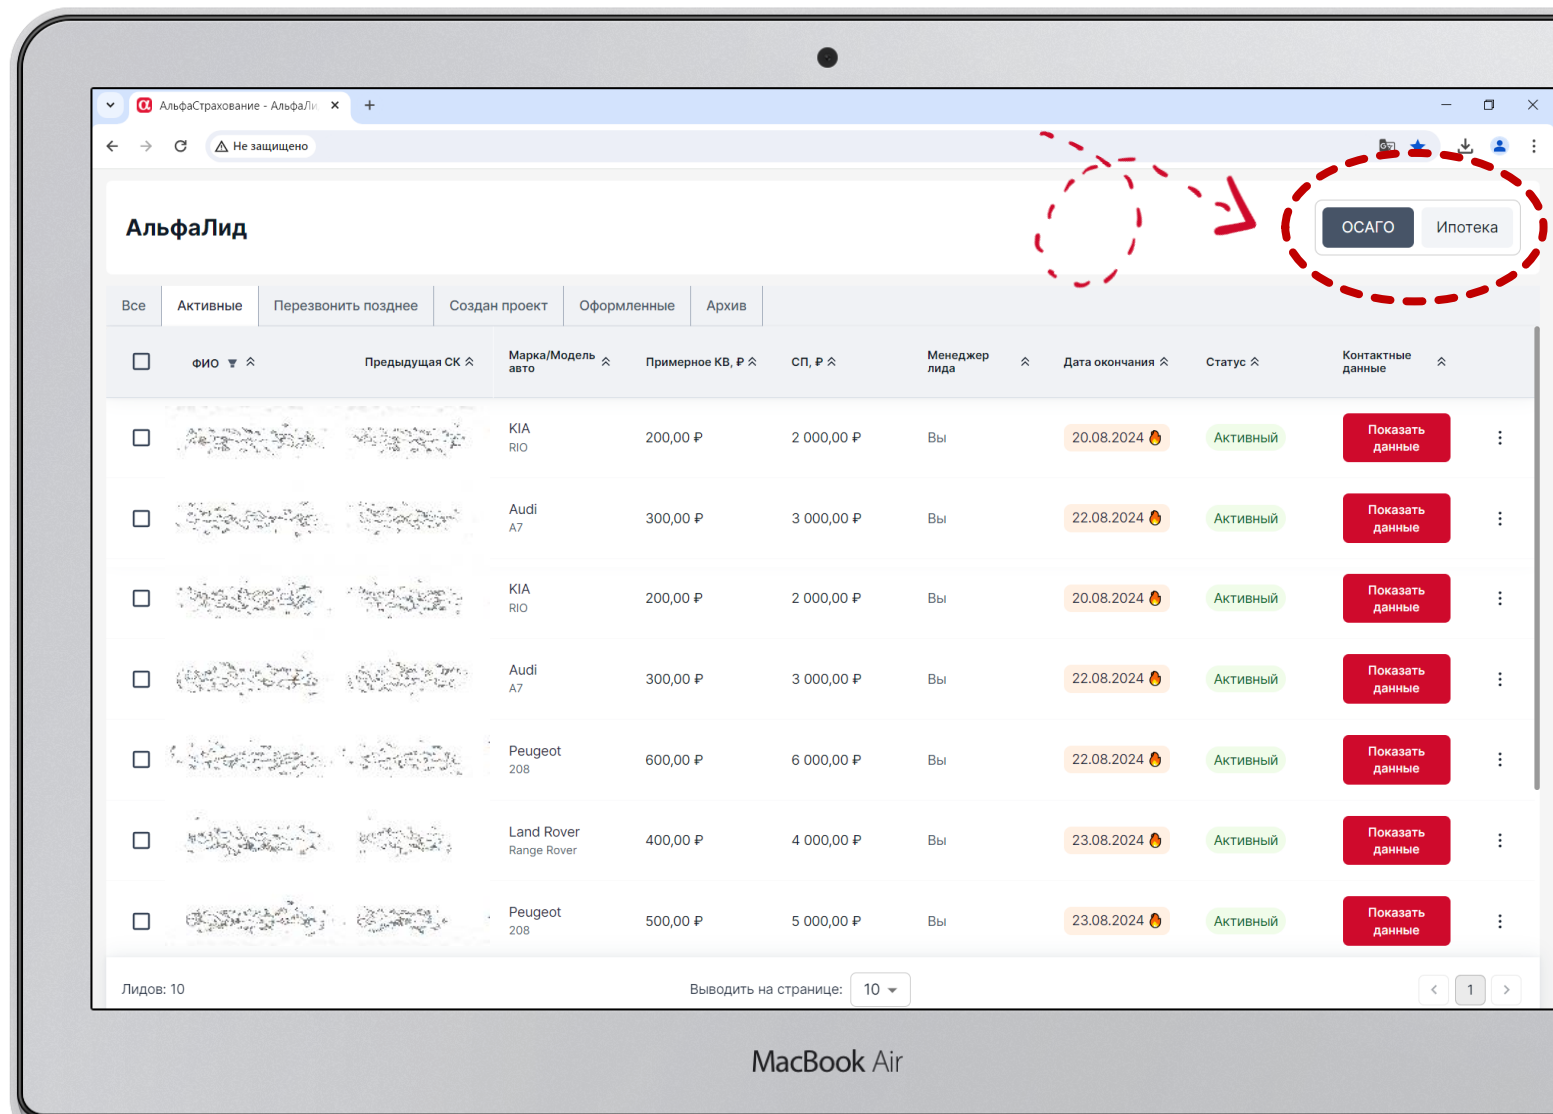 АльфаСтрахование - АльфаЛи
Не защищено
АльфаЛид
ОСАГО Ипотека
Все Активные Перезвонить позднее Создан проект Оформленные Архив
ФИО Предыдущая СК Марка/Модель авто Примерное КВ, ₽ СП, ₽ Менеджер лида Дата окончания Статус Контактные данные
KIA
RIO
200,00 ₽ 2 000,00 ₽ Вы 20.08.2024 Активный Показать данные
Audi
A7
300,00 ₽ 3 000,00 ₽ Вы 22.08.2024 Активный Показать данные
KIA
RIO
200,00 ₽ 2 000,00 ₽ Вы 20.08.2024 Активный Показать данные
Audi
A7
300,00 ₽ 3 000,00 ₽ Вы 22.08.2024 Активный Показать данные
Peugeot
208
600,00 ₽ 6 000,00 ₽ Вы 22.08.2024 Активный Показать данные
Land Rover
Range Rover
400,00 ₽ 4 000,00 ₽ Вы 23.08.2024 Активный Показать данные
Peugeot
208
500,00 ₽ 5 000,00 ₽ Вы 23.08.2024 Активный Показать данные
Лидов: 10 Выводить на странице: 10 1
MacBook Air